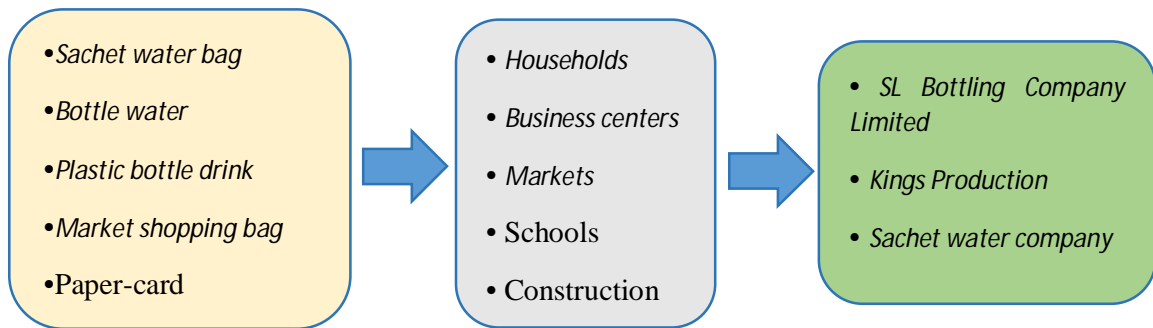 •Sachet water bag
•Bottle water
•Plastic bottle drink
•Market shopping bag
•Paper-card
• Households
• Business centers
• Markets
• Schools
• Construction
• SL Bottling Company
Limited
• Kings Production
• Sachet water company